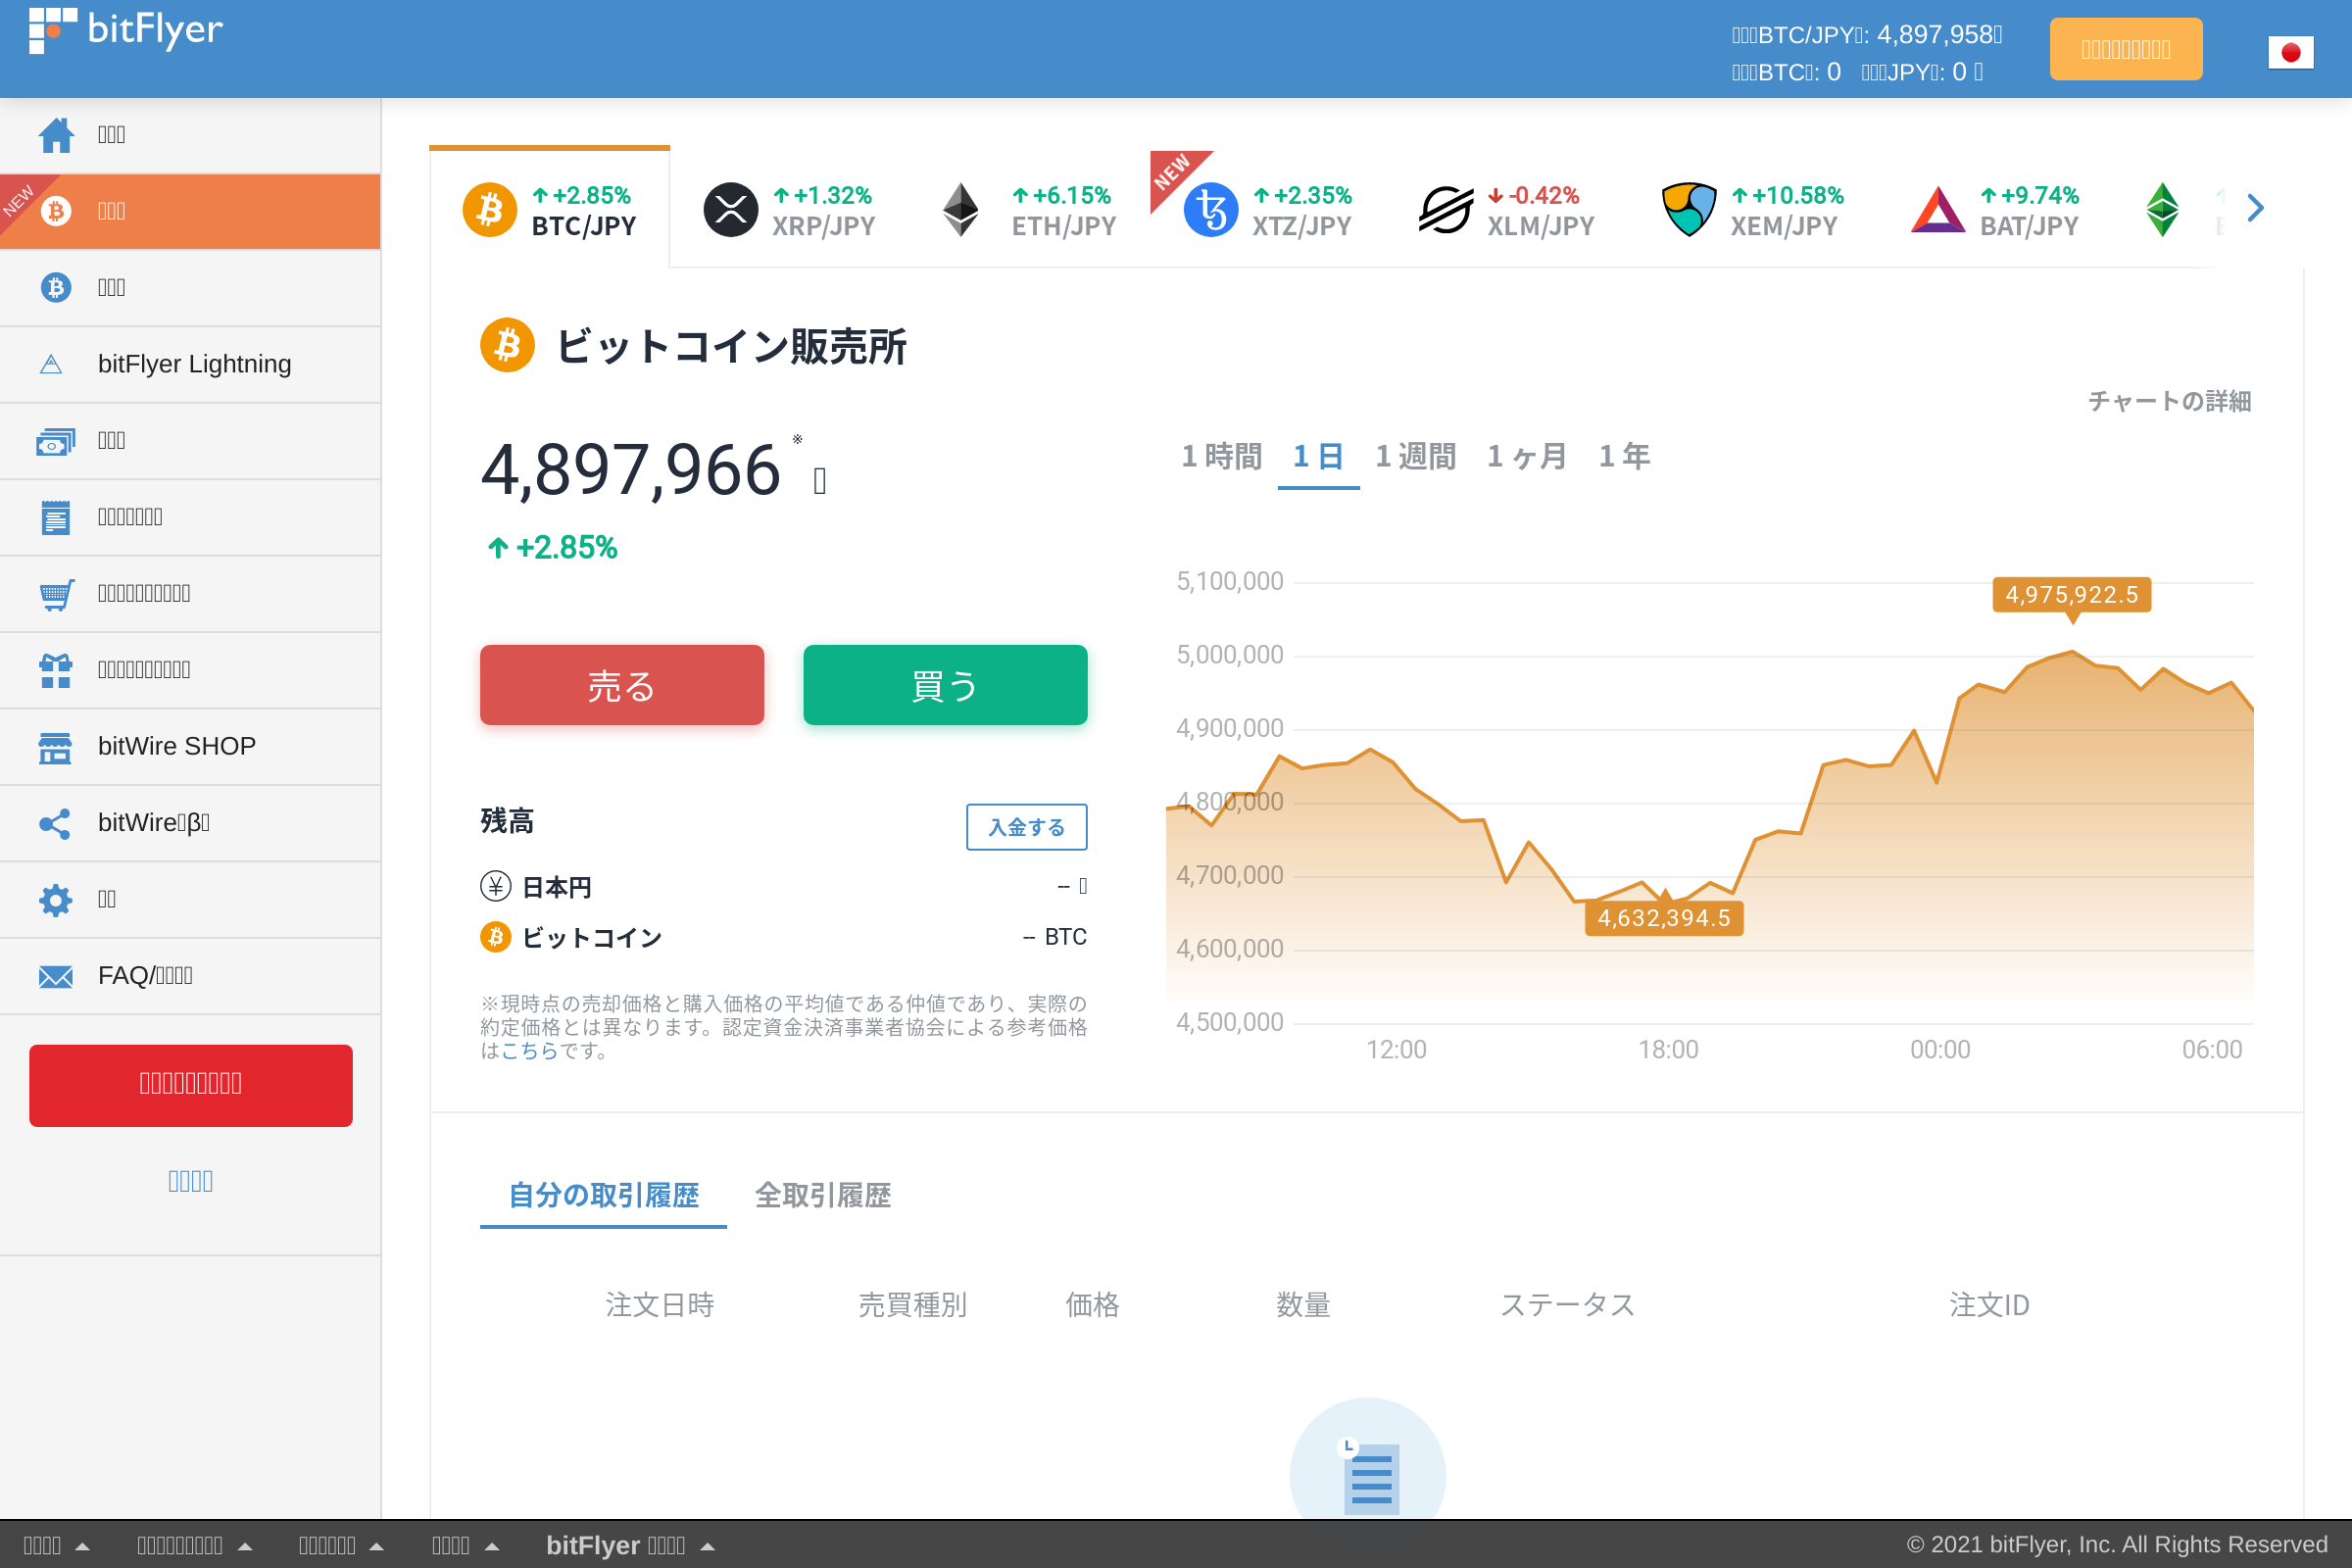 bitFlyer
BTC/JPY: 4,897,958
BTC: 0 JPY: 0
NEW
bitFlyer Lightning
bitWire SHOP
bitWire β
FAQ/
+2.85%
BTC/JPY
+1.32%
XRP/JPY
+6.15%
ETH/JPY
NEW
+2.35%
XTZ/JPY
-0.42%
XLM/JPY
+10.58%
XEM/JPY
+9.74%
BAT/JPY
ビットコイン販売所
チャートの詳細
4,897,966 ※
+2.85%
1 時間 1 日 1 週間 1 ヶ月 1 年
売る 買う
残高 入金する
日本円 --
ビットコイン -- BTC
※現時点の売却価格と購入価格の平均値である仲値であり、実際の
約定価格とは異なります。認定資金決済事業者協会による参考価格
はこちらです。
5,100,000
5,000,000
4,900,000
4,800,000
4,700,000
4,600,000
4,500,000
4,975,922.5
4,632,394.5
12:00 18:00 00:00 06:00
自分の取引履歴 全取引履歴
注文日時 売買種別 価格 数量 ステータス 注文ID
bitFlyer
© 2021 bitFlyer, Inc. All Rights Reserved